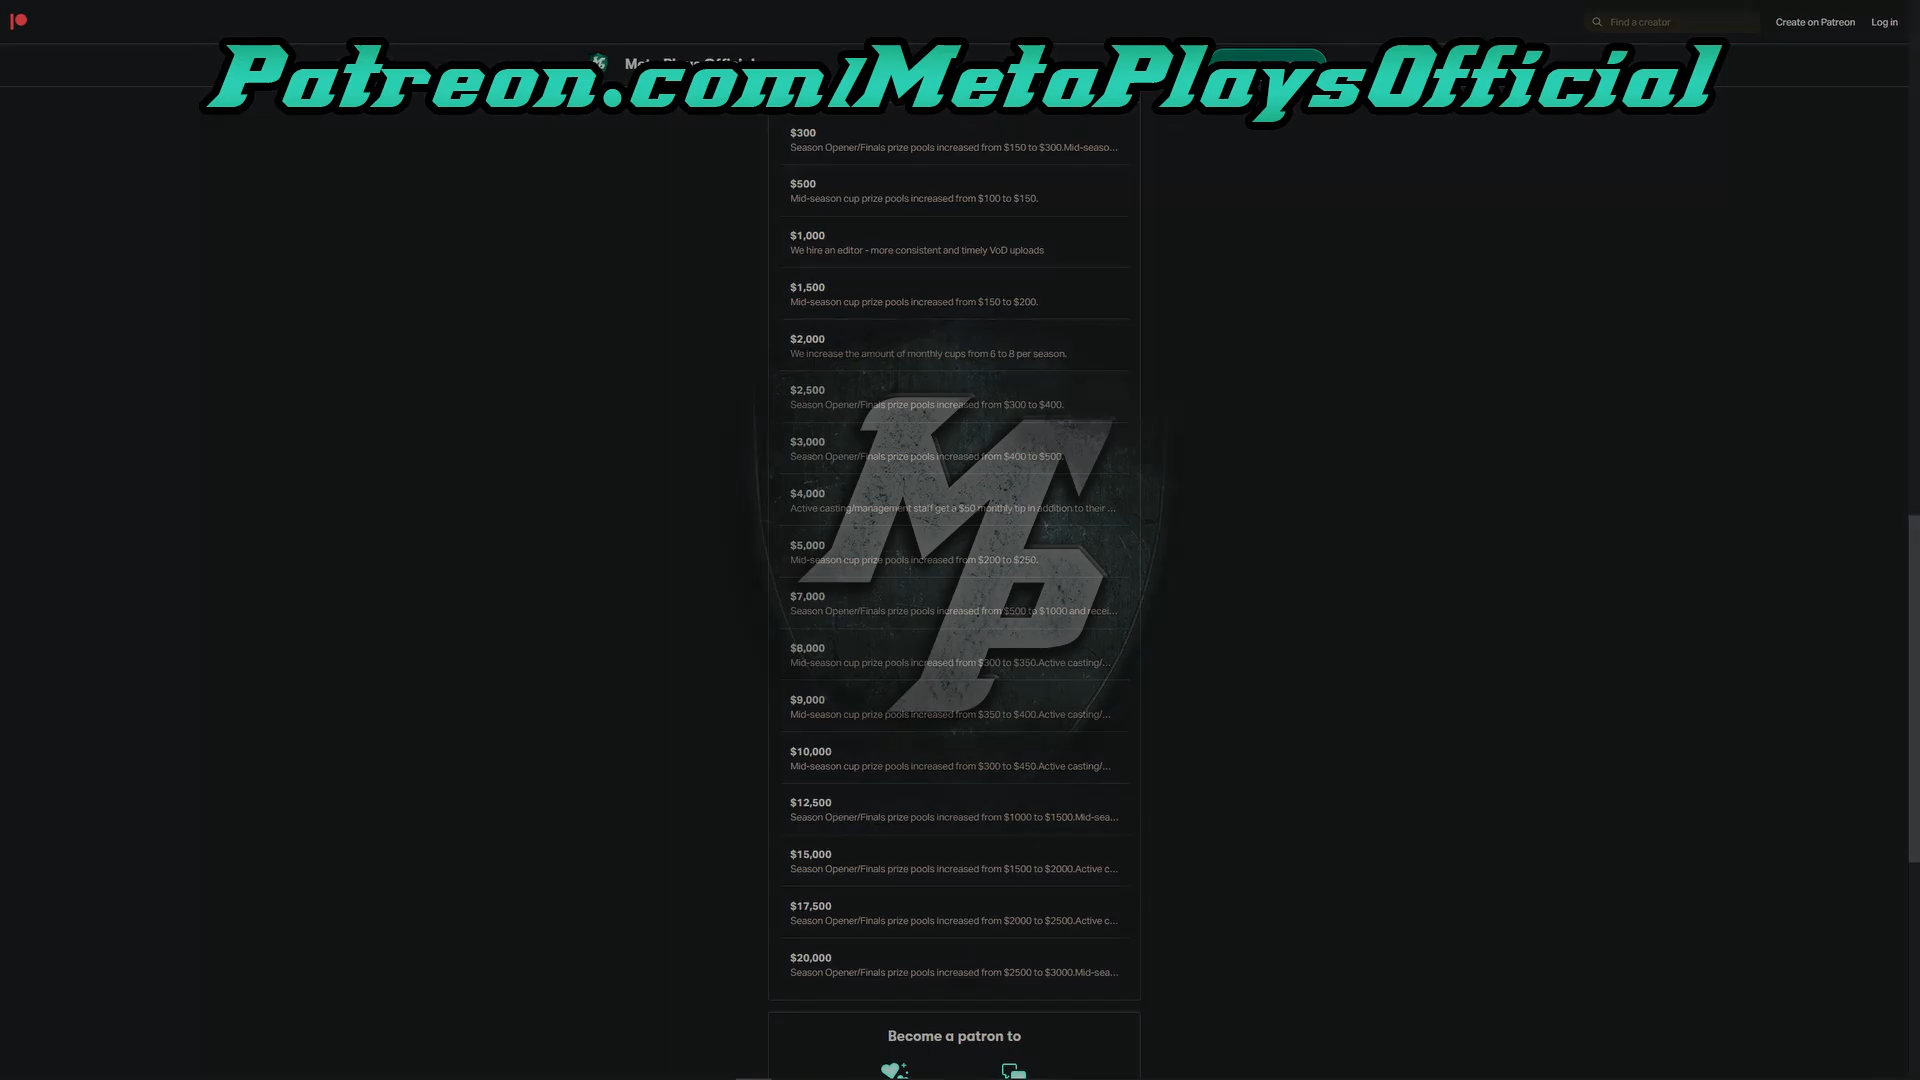 Find a creator
Create on Patreon
Log in
Patreon.com/MetaPlaysOfficial
$300
Season Opener/Finals prize pools increased from $150 to $300.Mid-seaso...
$500
Mid-season cup prize pools increased from $100 to $150.
$1,000
We hire an editor - more consistent and timely VoD uploads
$1,500
Mid-season cup prize pools increased from $150 to $200.
$2,000
We increase the amount of monthly cups from 6 to 8 per season.
$2,500
Season Opener/Finals prize pools increased from $300 to $400.
$3,000
Season Opener/Finals prize pools increased from $400 to $500.
$4,000
Active casting/management staff get a $50 monthly tip in addition to their ...
$5,000
Mid-season cup prize pools increased from $200 to $250.
$7,000
Season Opener/Finals prize pools increased from $500 to $1000 and recei...
$8,000
Mid-season cup prize pools increased from $300 to $350.Active casting/...
$9,000
Mid-season cup prize pools increased from $350 to $400.Active casting/...
$10,000
Mid-season cup prize pools increased from $300 to $450.Active casting/...
$12,500
Season Opener/Finals prize pools increased from $1000 to $1500.Mid-sea...
$15,000
Season Opener/Finals prize pools increased from $1500 to $2000.Active c...
$17,500
Season Opener/Finals prize pools increased from $2000 to $2500.Active c...
$20,000
Season Opener/Finals prize pools increased from $2500 to $3000.Mid-sea...
MP
Become a patron to